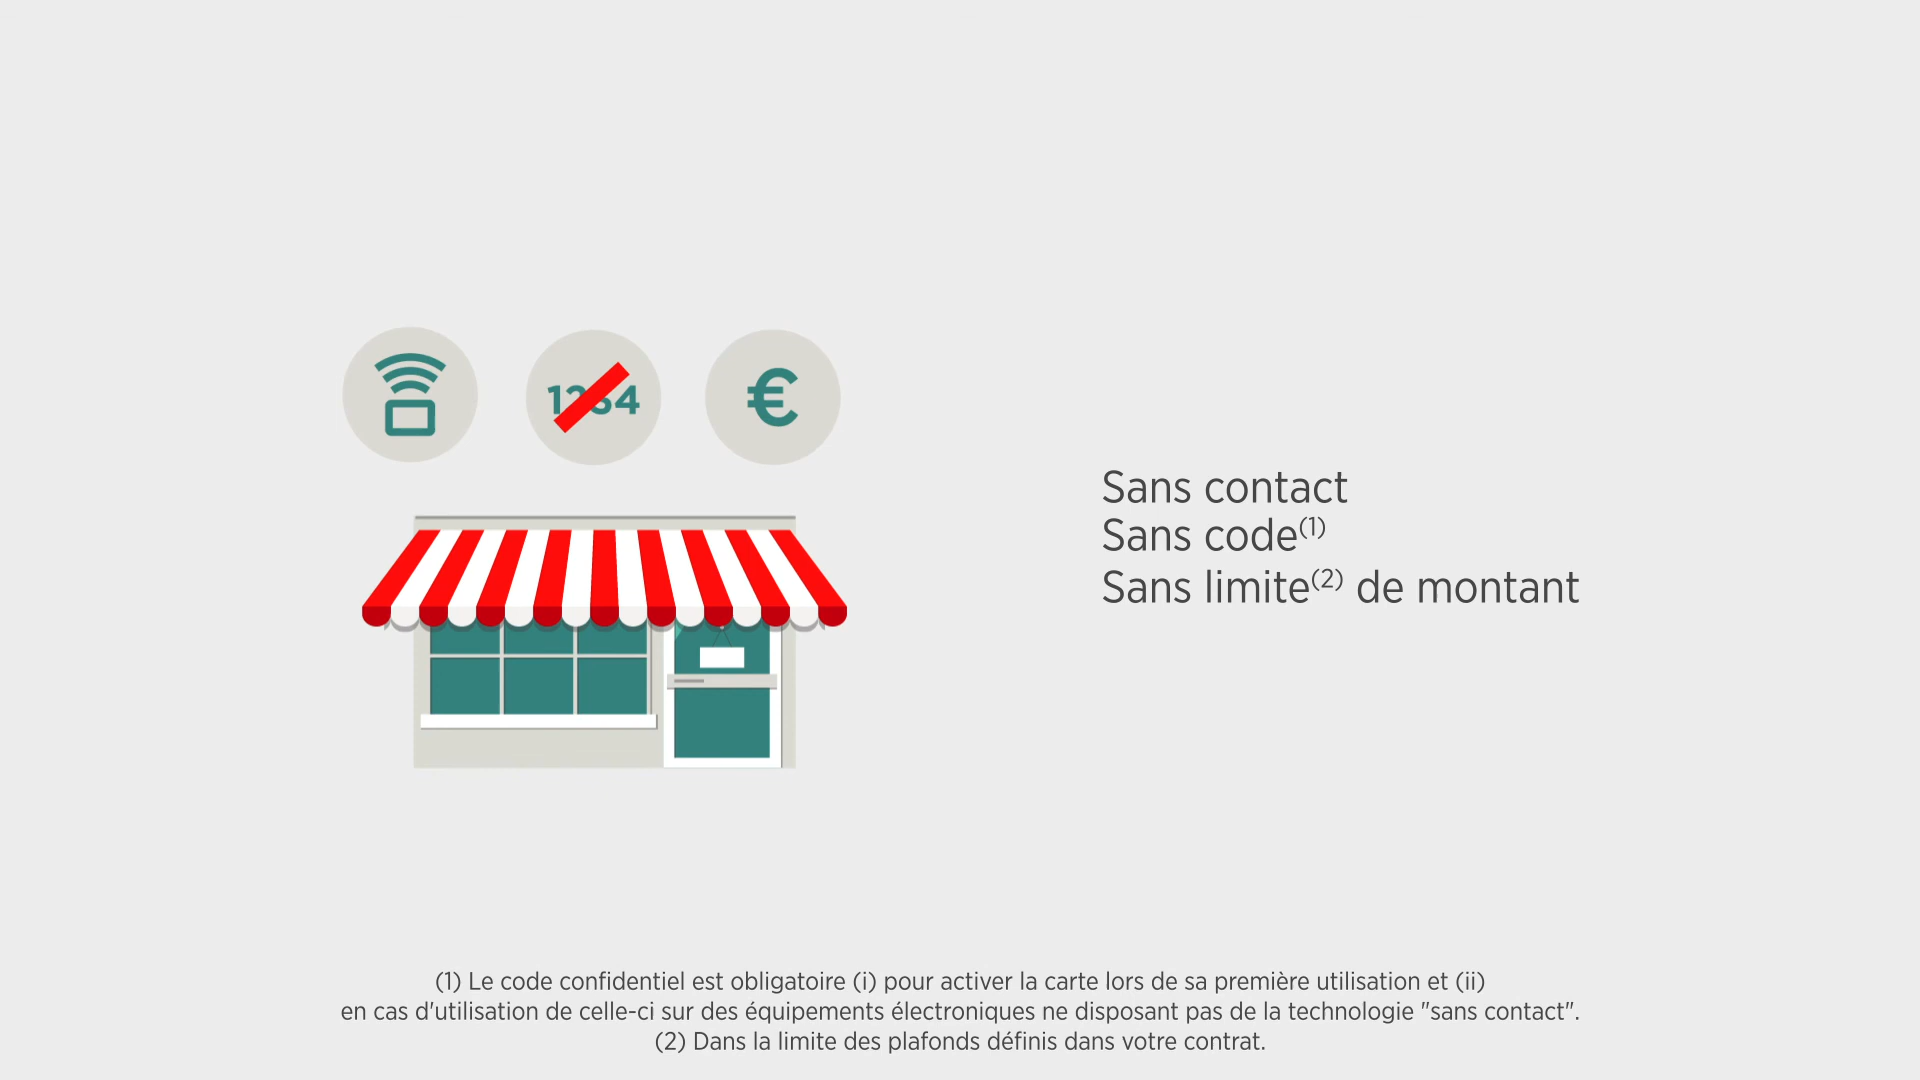 1234
€
Sans contact
Sans code(1)
Sans limite(2) de montant
(1) Le code confidentiel est obligatoire (i) pour activer la carte lors de sa première utilisation et (ii)
en cas d'utilisation de celle-ci sur des équipements électroniques ne disposant pas de la technologie "sans contact".
(2) Dans la limite des plafonds définis dans votre contrat.